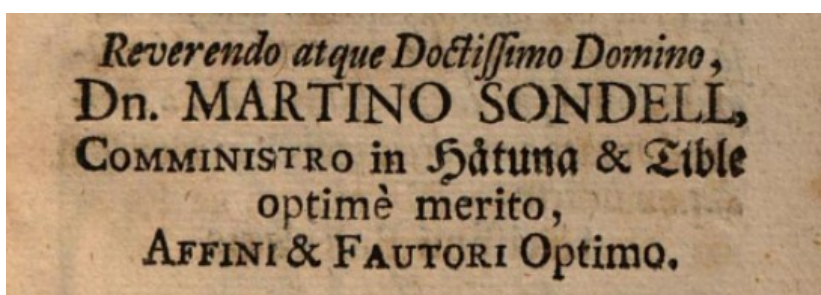 Reverendo atque Doctissimo Domino,
Dn. MARTINO SONDELL,
COMMINISTRO in Håtuna & Tible
optimè merito,
AFFINI & FAUTORI Optimo.